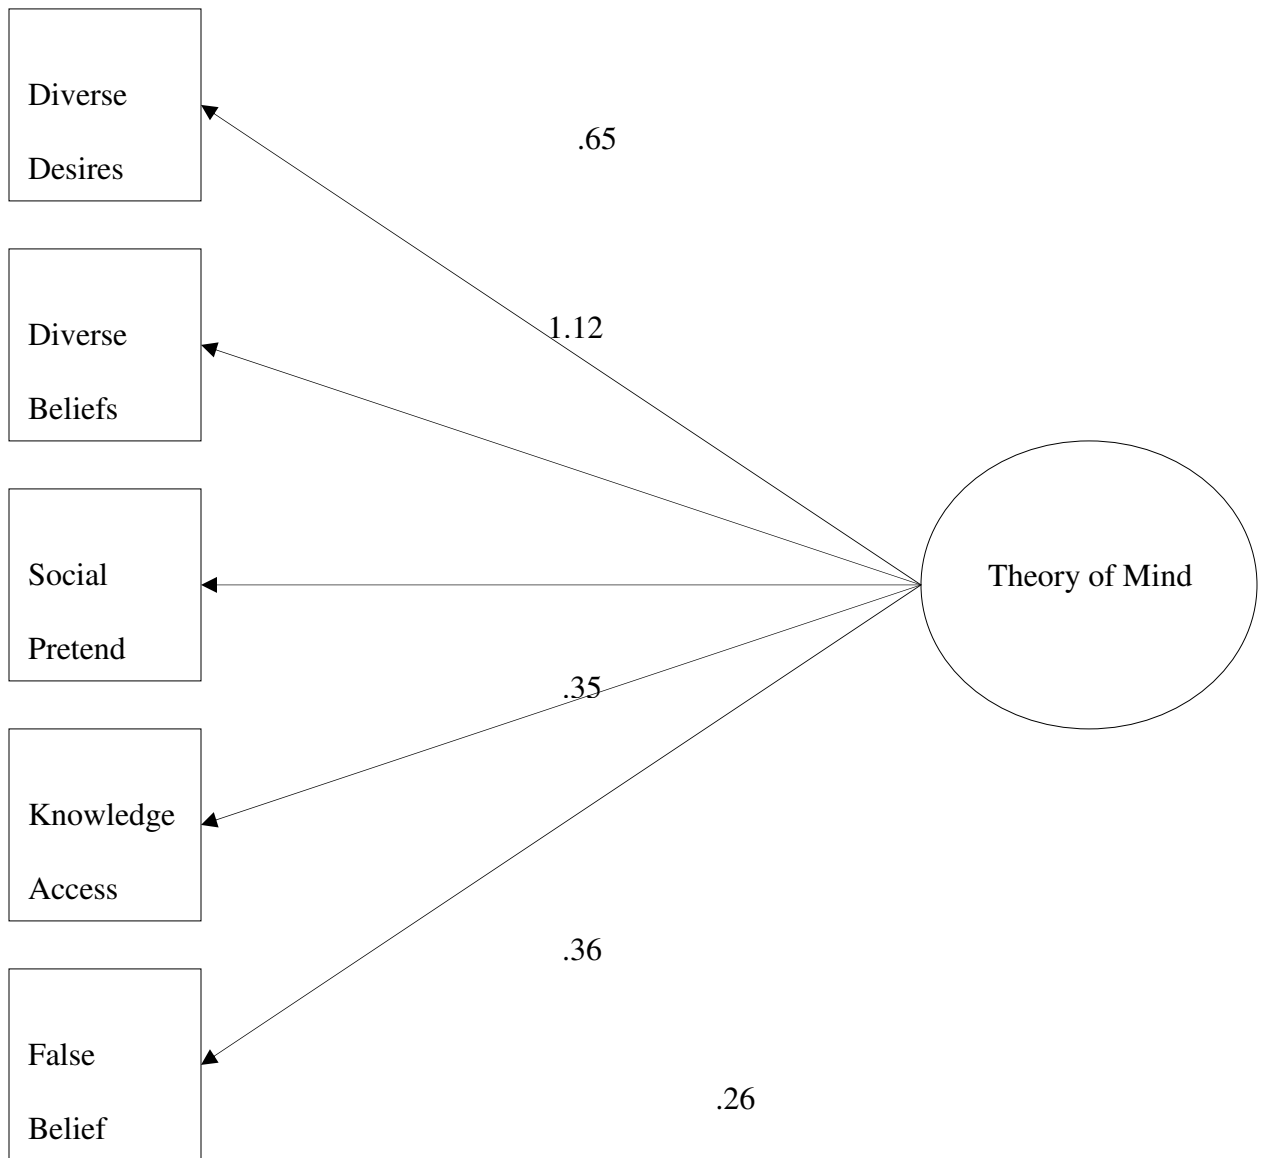 Diverse
Desires
.65
Diverse
Beliefs
1.12
Social
Pretend
Theory of Mind
.35
Knowledge
Access
.36
False
Belief
.26